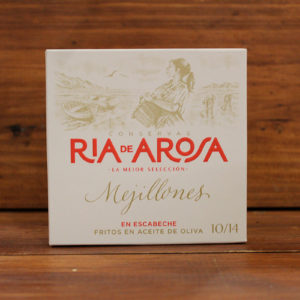 CONSERVAS
RIA DE AROSA
· LA MEJOR SELECCIÓN ·
Mejillones
EN ESCABECHE
FRITOS EN ACEITE DE OLIVA 10/14